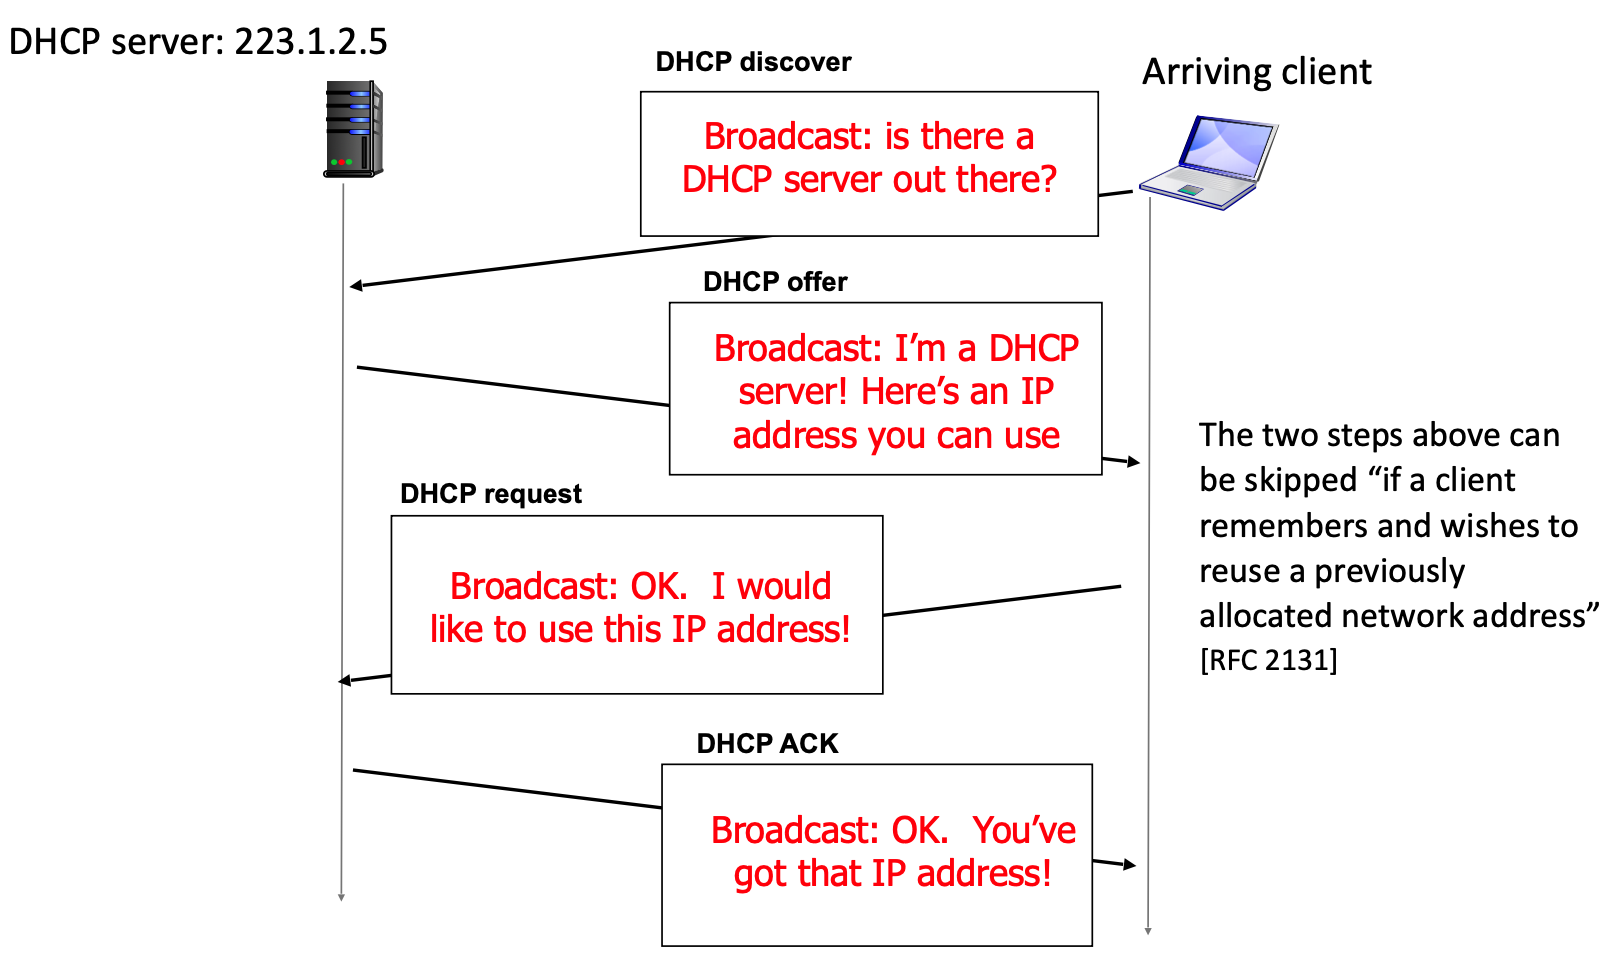 DHCP server: 223.1.2.5
DHCP discover
Arriving client
Broadcast: is there a
DHCP server out there?
DHCP offer
Broadcast: I’m a DHCP
server! Here’s an IP
address you can use
The two steps above can
be skipped “if a client
remembers and wishes to
reuse a previously
allocated network address”
[RFC 2131]
DHCP request
Broadcast: OK.  I would
like to use this IP address!
DHCP ACK
Broadcast: OK.  You’ve
got that IP address!